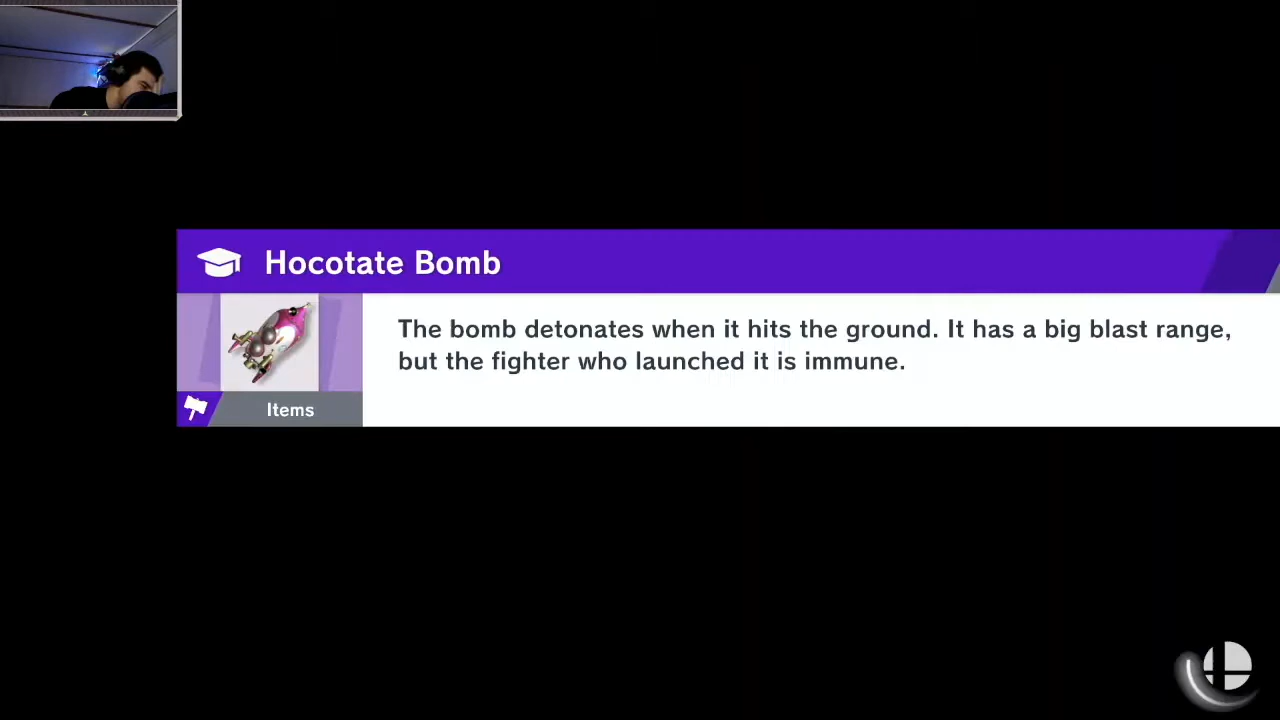 Hocotate Bomb
The bomb detonates when it hits the ground. It has a big blast range,
but the fighter who launched it is immune.
Items